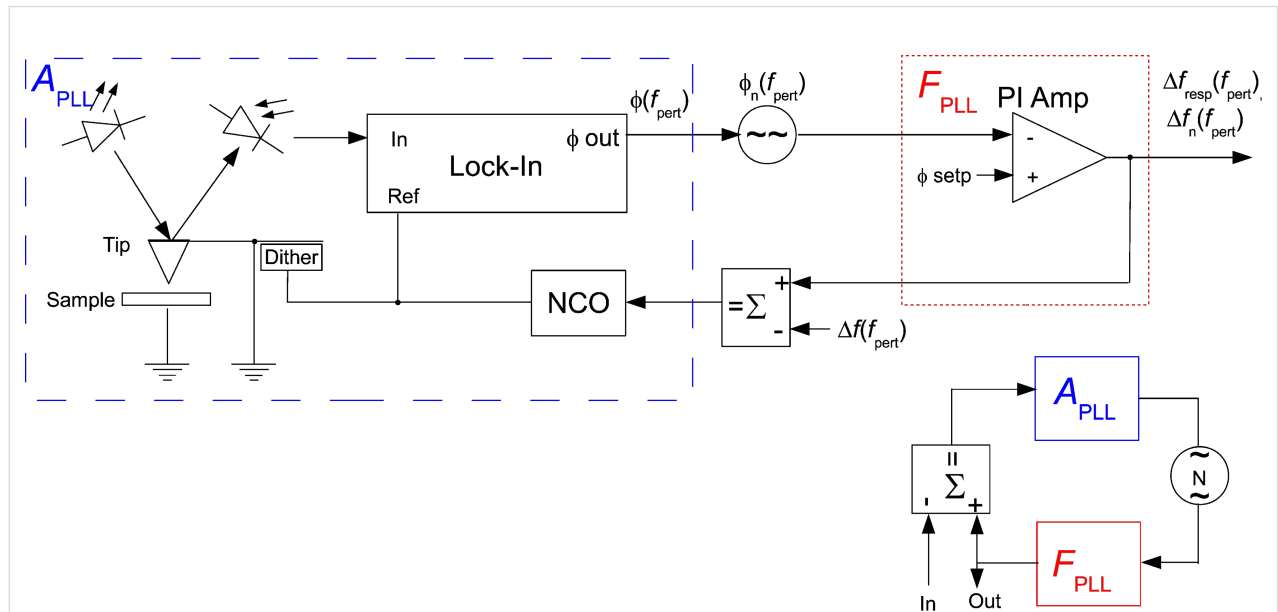 A_PLL
ϕ(f_pert)
ϕ_n(f_pert)
F_PLL
PI Amp
Δf_resp(f_pert),
Δf_n(f_pert)
In
ϕ out
Lock-In
Ref
~~
-
ϕ setp
+
Tip
Dither
Sample
NCO
=Σ
+
-
Δf(f_pert)
A_PLL
=
Σ
-
+
~
N
~
F_PLL
In
Out